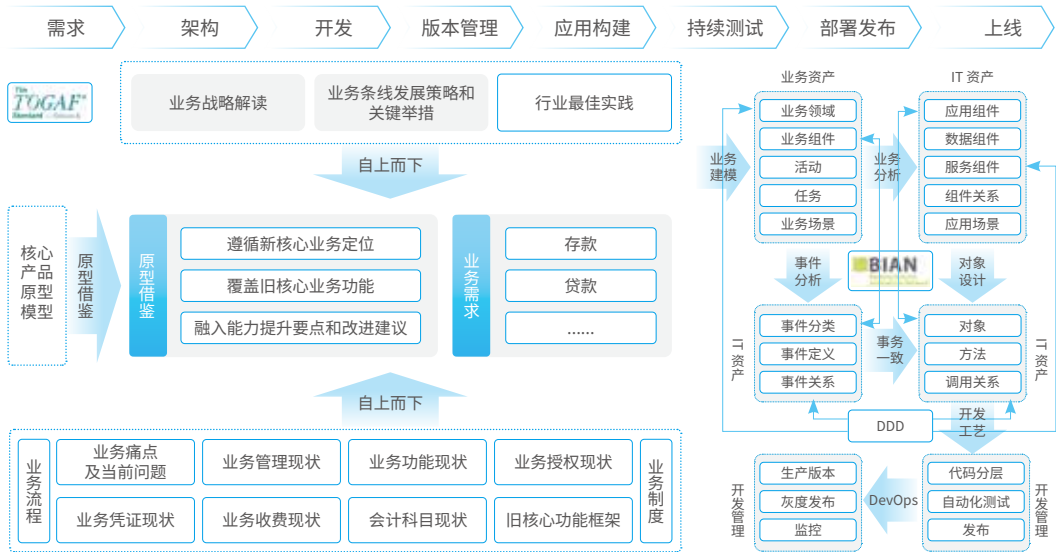 需求
架构
开发
版本管理
应用构建
持续测试
部署发布
上线
The
TOGAF®
Standard
业务战略解读
业务条线发展策略和
关键举措
行业最佳实践
自上而下
核心
产品
原型
模型
原型借鉴
原型借鉴
遵循新核心业务定位
覆盖旧核心业务功能
融入能力提升要点和改进建议
业务需求
存款
贷款
......
自上而下
业务流程
业务痛点
及当前问题
业务管理现状
业务功能现状
业务授权现状
业务凭证现状
业务收费现状
会计科目现状
旧核心功能框架
业务制度
业务资产
业务领域
业务组件
活动
任务
业务场景
业务
建模
业务
分析
IT 资产
应用组件
数据组件
服务组件
组件关系
应用场景
事件
分析
BIAN
对象
设计
IT资产
事件分类
事件定义
事件关系
事务
一致
对象
方法
调用关系
IT资产
DDD
开发
工艺
开发管理
生产版本
灰度发布
监控
DevOps
代码分层
自动化测试
发布
开发管理